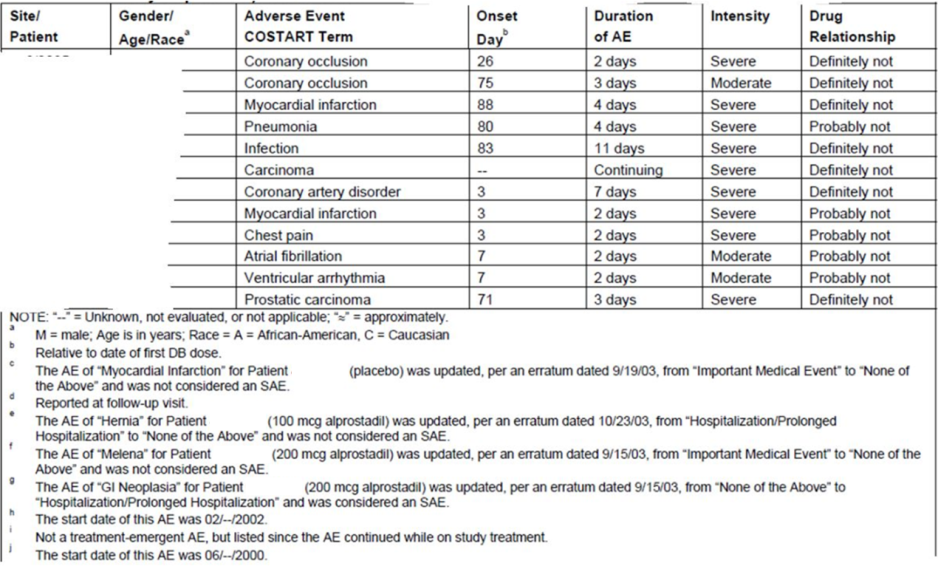 Site/ Gender/ Adverse Event Onset Duration Intensity Drug
Patient Age/Race^a COSTART Term Day^b of AE Relationship
Coronary occlusion 26 2 days Severe Definitely not
Coronary occlusion 75 3 days Moderate Definitely not
Myocardial infarction 88 4 days Severe Definitely not
Pneumonia 80 4 days Severe Probably not
Infection 83 11 days Severe Definitely not
Carcinoma -- Continuing Severe Definitely not
Coronary artery disorder 3 7 days Severe Definitely not
Myocardial infarction 3 2 days Severe Probably not
Chest pain 3 2 days Severe Probably not
Atrial fibrillation 7 2 days Moderate Probably not
Ventricular arrhythmia 7 2 days Moderate Probably not
Prostatic carcinoma 71 3 days Severe Definitely not
NOTE: "--" = Unknown, not evaluated, or not applicable; "≈" = approximately.
a M = male; Age is in years; Race = A = African-American, C = Caucasian
b Relative to date of first DB dose.
c The AE of "Myocardial Infarction" for Patient (placebo) was updated, per an erratum dated 9/19/03, from "Important Medical Event" to "None of
the Above" and was not considered an SAE.
d Reported at follow-up visit.
e The AE of "Hernia" for Patient (100 mcg alprostadil) was updated, per an erratum dated 10/23/03, from "Hospitalization/Prolonged
Hospitalization" to "None of the Above" and was not considered an SAE.
f The AE of "Melena" for Patient (200 mcg alprostadil) was updated, per an erratum dated 9/15/03, from "Important Medical Event" to "None of the
Above" and was not considered an SAE.
g The AE of "GI Neoplasia" for Patient (200 mcg alprostadil) was updated, per an erratum dated 9/15/03, from "None of the Above" to
"Hospitalization/Prolonged Hospitalization" and was considered an SAE.
h The start date of this AE was 02/--/2002.
i Not a treatment-emergent AE, but listed since the AE continued while on study treatment.
j The start date of this AE was 06/--/2000.